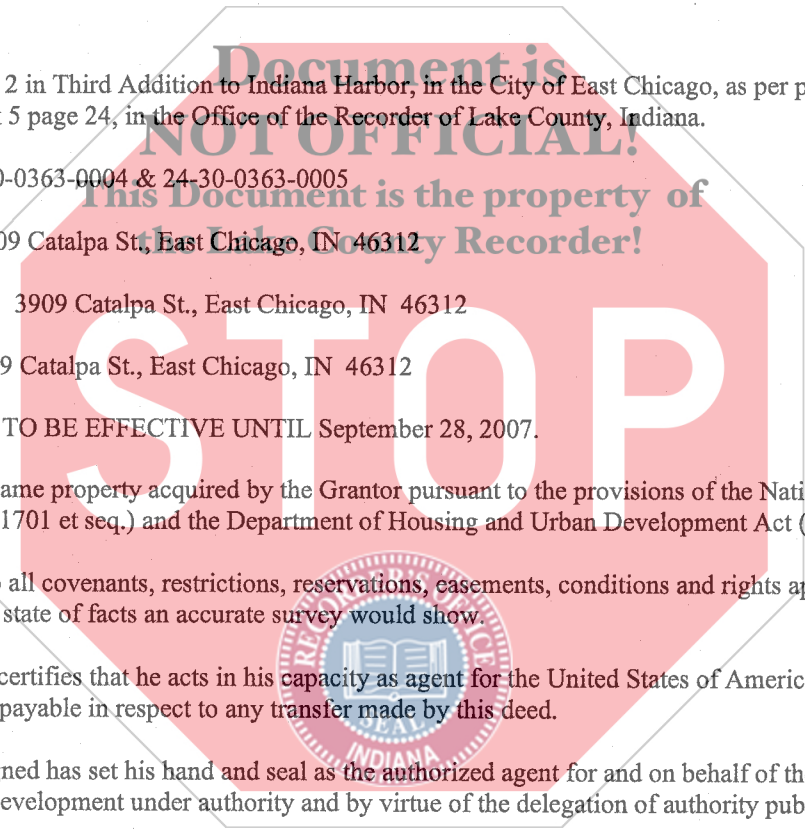 Document is
2 in Third Addition to Indiana Harbor, in the City of East Chicago, as per p
5 page 24, in the Office of the Recorder of Lake County, Indiana.
NOT OFFICIAL!
0-0363-0004 & 24-30-0363-0005
This Document is the property of
09 Catalpa St., East Chicago, IN 46312
the Lake County Recorder!
3909 Catalpa St., East Chicago, IN 46312
9 Catalpa St., East Chicago, IN 46312
STOP
TO BE EFFECTIVE UNTIL September 28, 2007.
ame property acquired by the Grantor pursuant to the provisions of the Nati
1701 et seq.) and the Department of Housing and Urban Development Act (
all covenants, restrictions, reservations, easements, conditions and rights ap
state of facts an accurate survey would show.
RECORDER'S OFFICE
certifies that he acts in his capacity as agent for the United States of Americ
payable in respect to any transfer made by this deed.
SEAL
INDIANA
ned has set his hand and seal as the authorized agent for and on behalf of th
evelopment under authority and by virtue of the delegation of authority pub